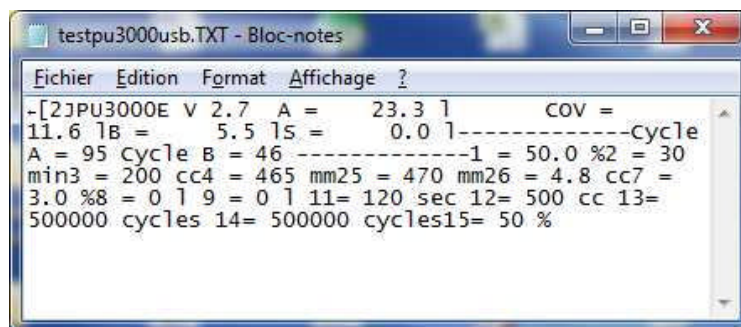 testpu3000usb.TXT - Bloc-notes
Fichier Edition Format Affichage ?
←[2JPU3000E V 2.7 A = 23.3 l COV =
11.6 lB = 5.5 lS = 0.0 l-------------Cycle
A = 95 Cycle B = 46 -------------1 = 50.0 %2 = 30
min3 = 200 cc4 = 465 mm25 = 470 mm26 = 4.8 cc7 =
3.0 %8 = 0 l 9 = 0 l 11= 120 sec 12= 500 cc 13=
500000 cycles 14= 500000 cycles15= 50 %